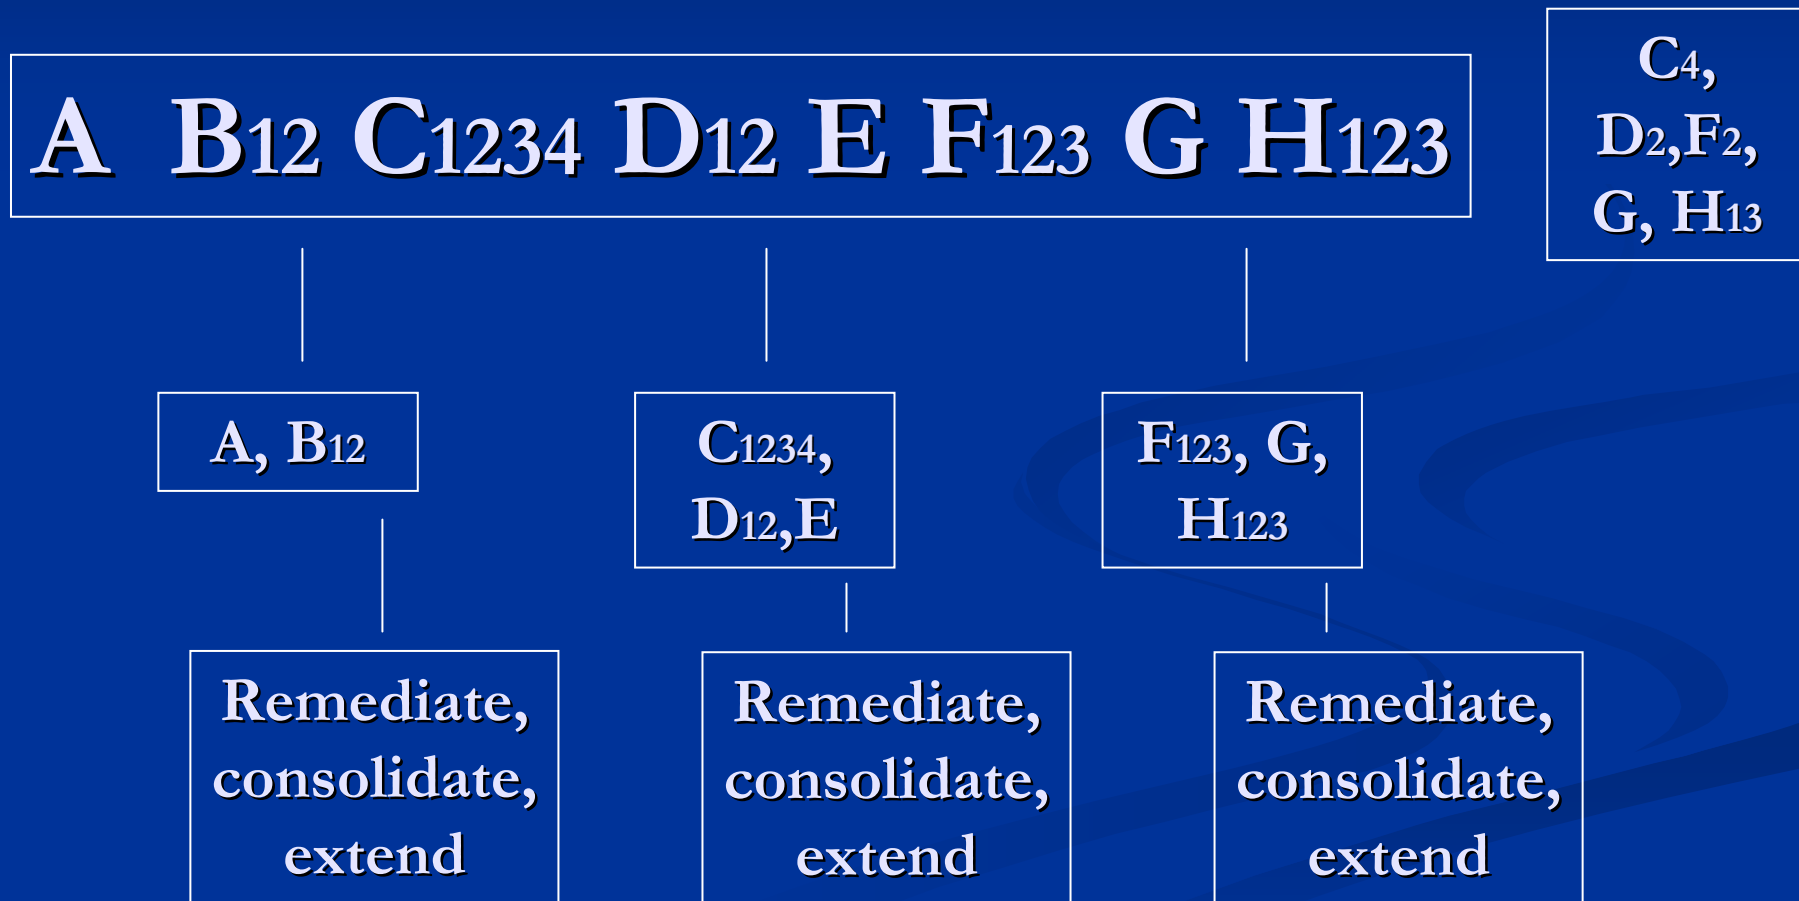 A B12 C1234 D12 E F123 G H123
C4,
D2,F2,
G, H13
A, B12
C1234,
D12,E
F123, G,
H123
Remediate,
consolidate,
extend
Remediate,
consolidate,
extend
Remediate,
consolidate,
extend